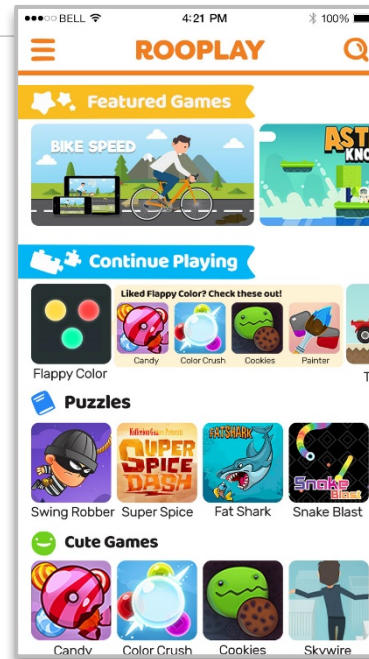 BELL 4:21 PM 100%
ROOPLAY
Featured Games
BIKE SPEED
AST
KNO
Continue Playing
Liked Flappy Color? Check these out!
Candy Color Crush Cookies Painter
Flappy Color T
Puzzles
SUPER
SPICE
DASH
FATSHARK
Snake
Blast
Swing Robber Super Spice Fat Shark Snake Blast
Cute Games
Candy Color Crush Cookies Skywire